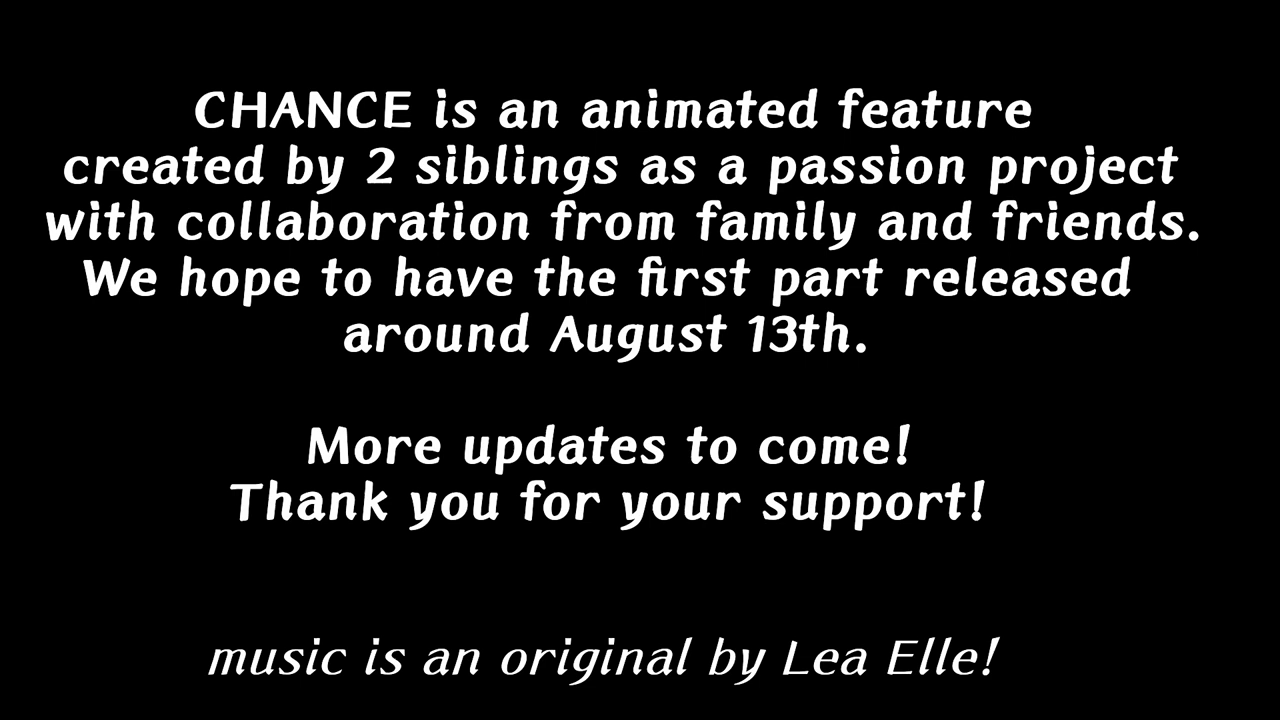 CHANCE is an animated feature
created by 2 siblings as a passion project
with collaboration from family and friends.
We hope to have the first part released
around August 13th.
More updates to come!
Thank you for your support!
music is an original by Lea Elle!